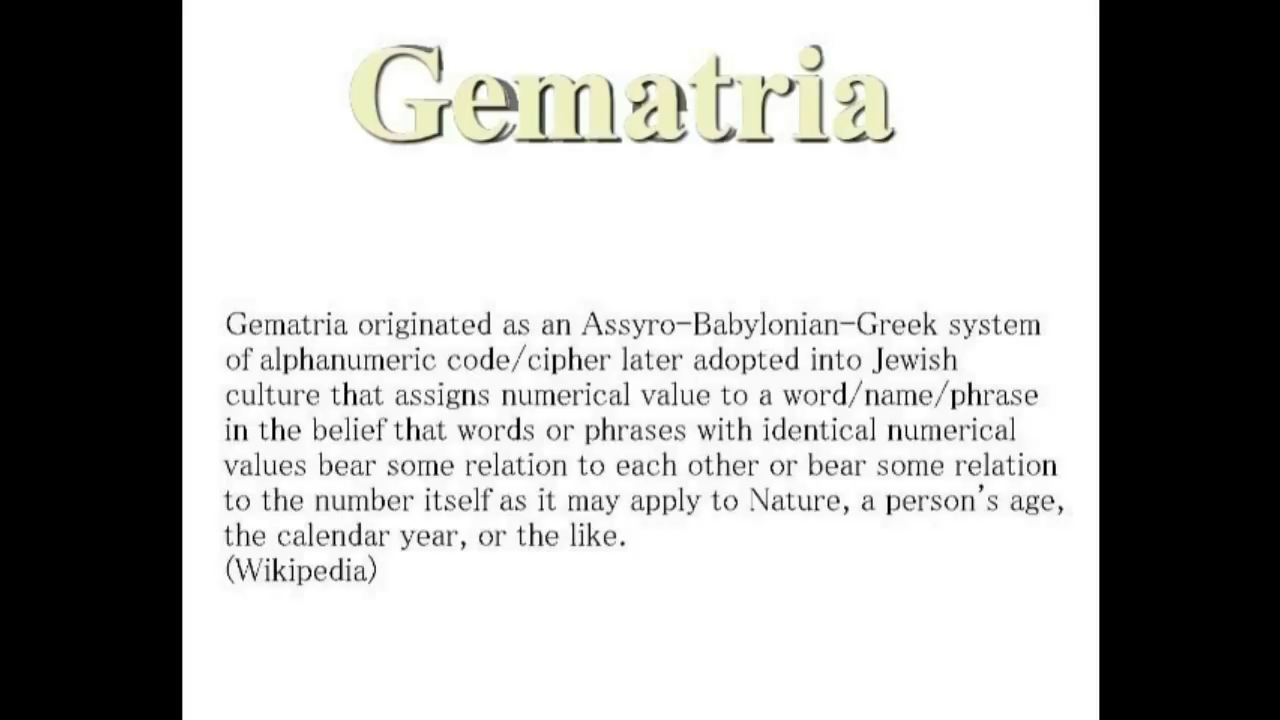 Gematria
Gematria originated as an Assyro-Babylonian-Greek system
of alphanumeric code/cipher later adopted into Jewish
culture that assigns numerical value to a word/name/phrase
in the belief that words or phrases with identical numerical
values bear some relation to each other or bear some relation
to the number itself as it may apply to Nature, a person's age,
the calendar year, or the like.
(Wikipedia)